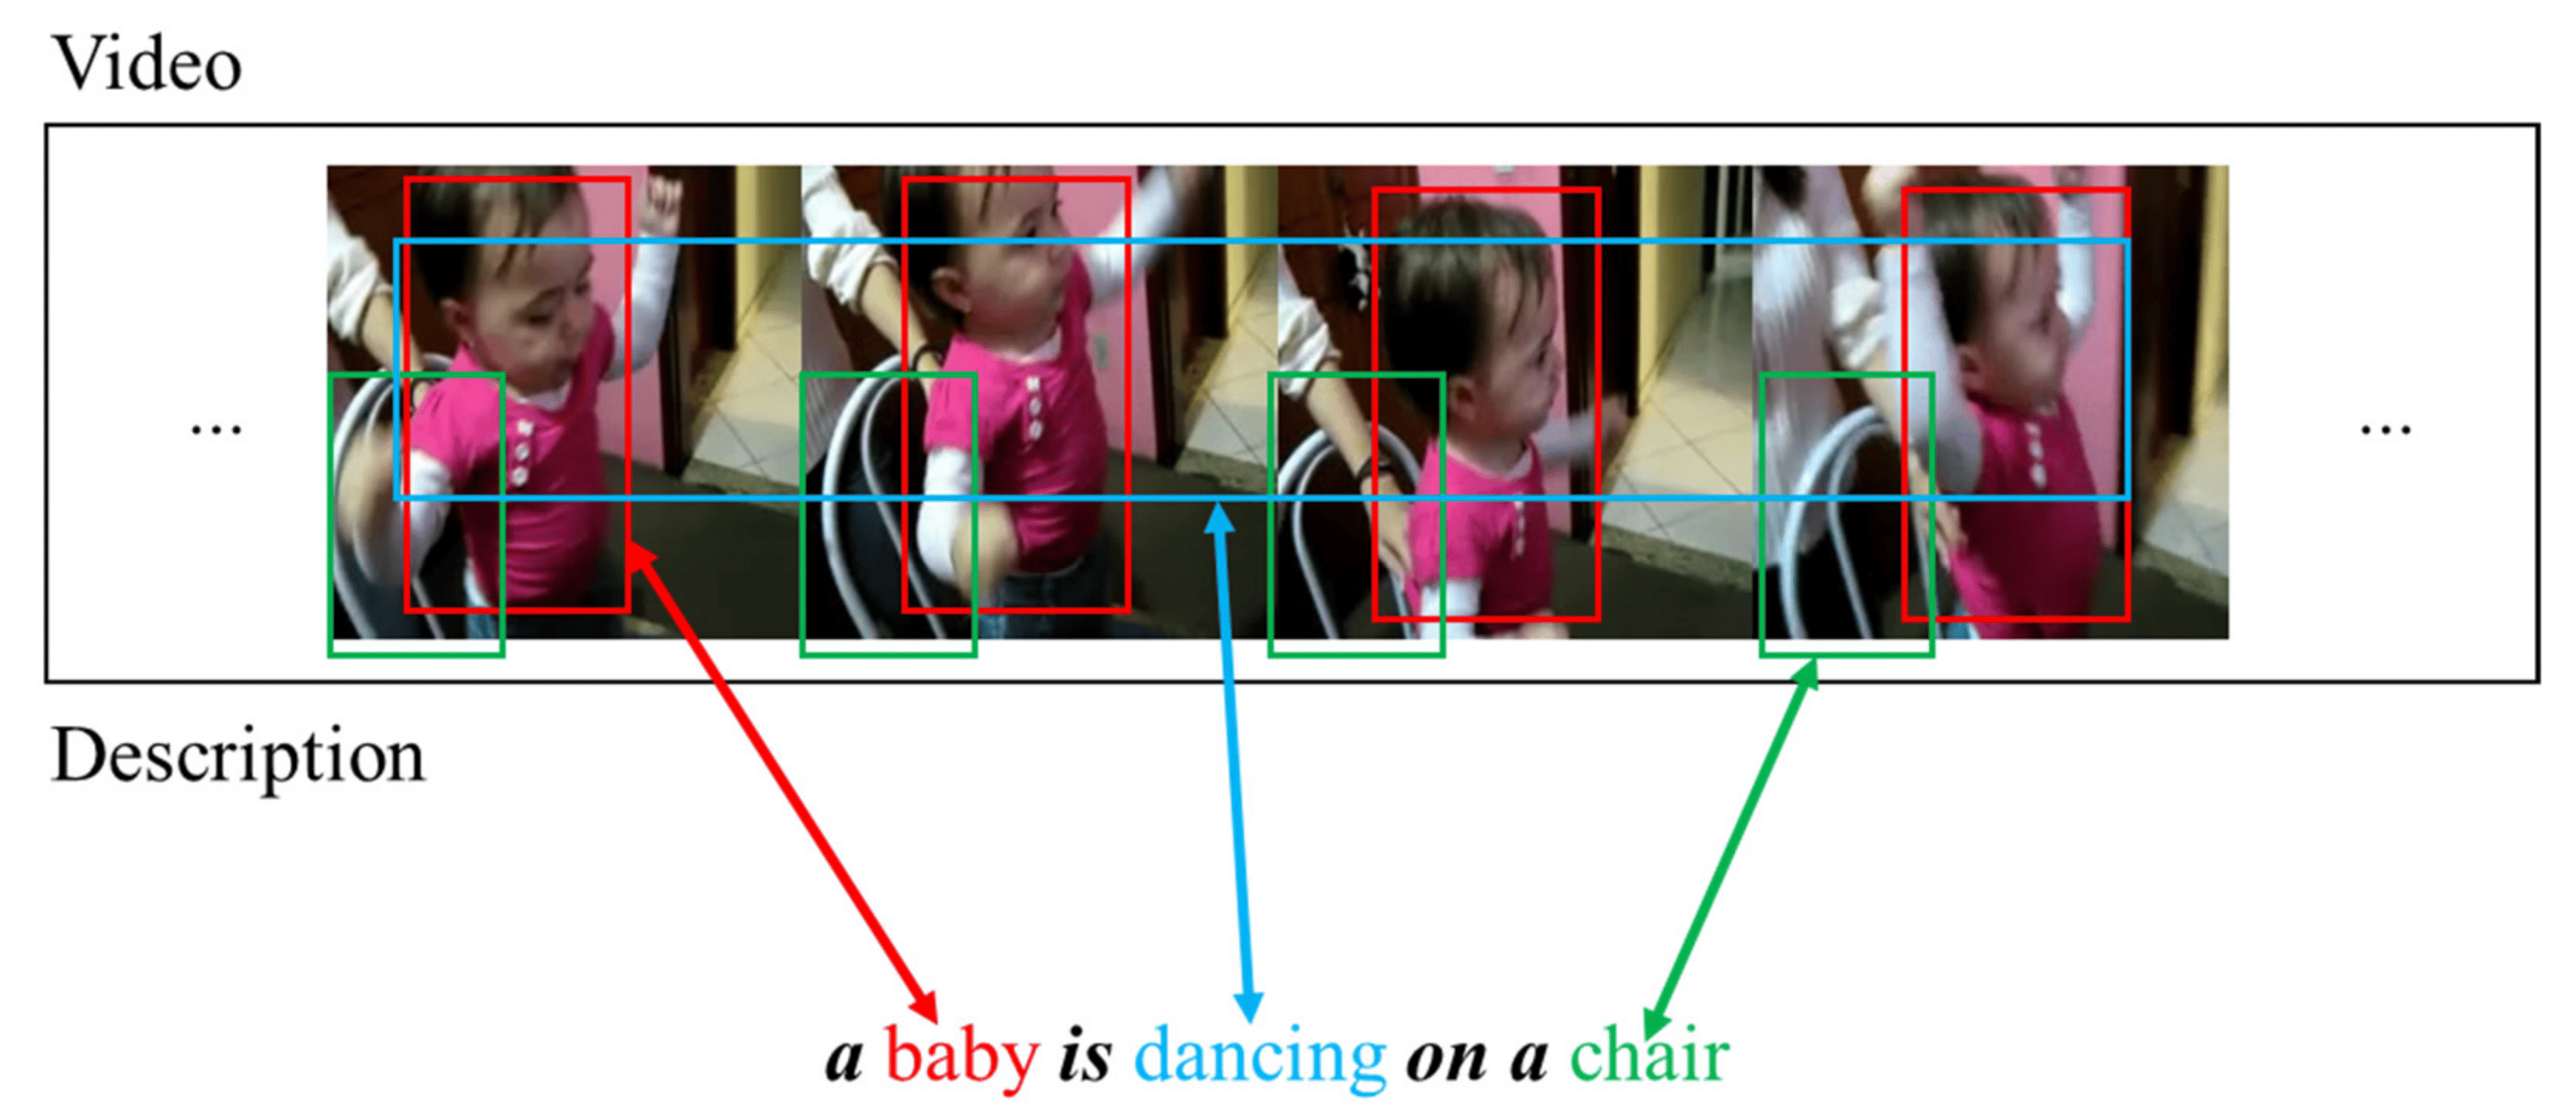 Video
... ...
Description
a baby is dancing on a chair